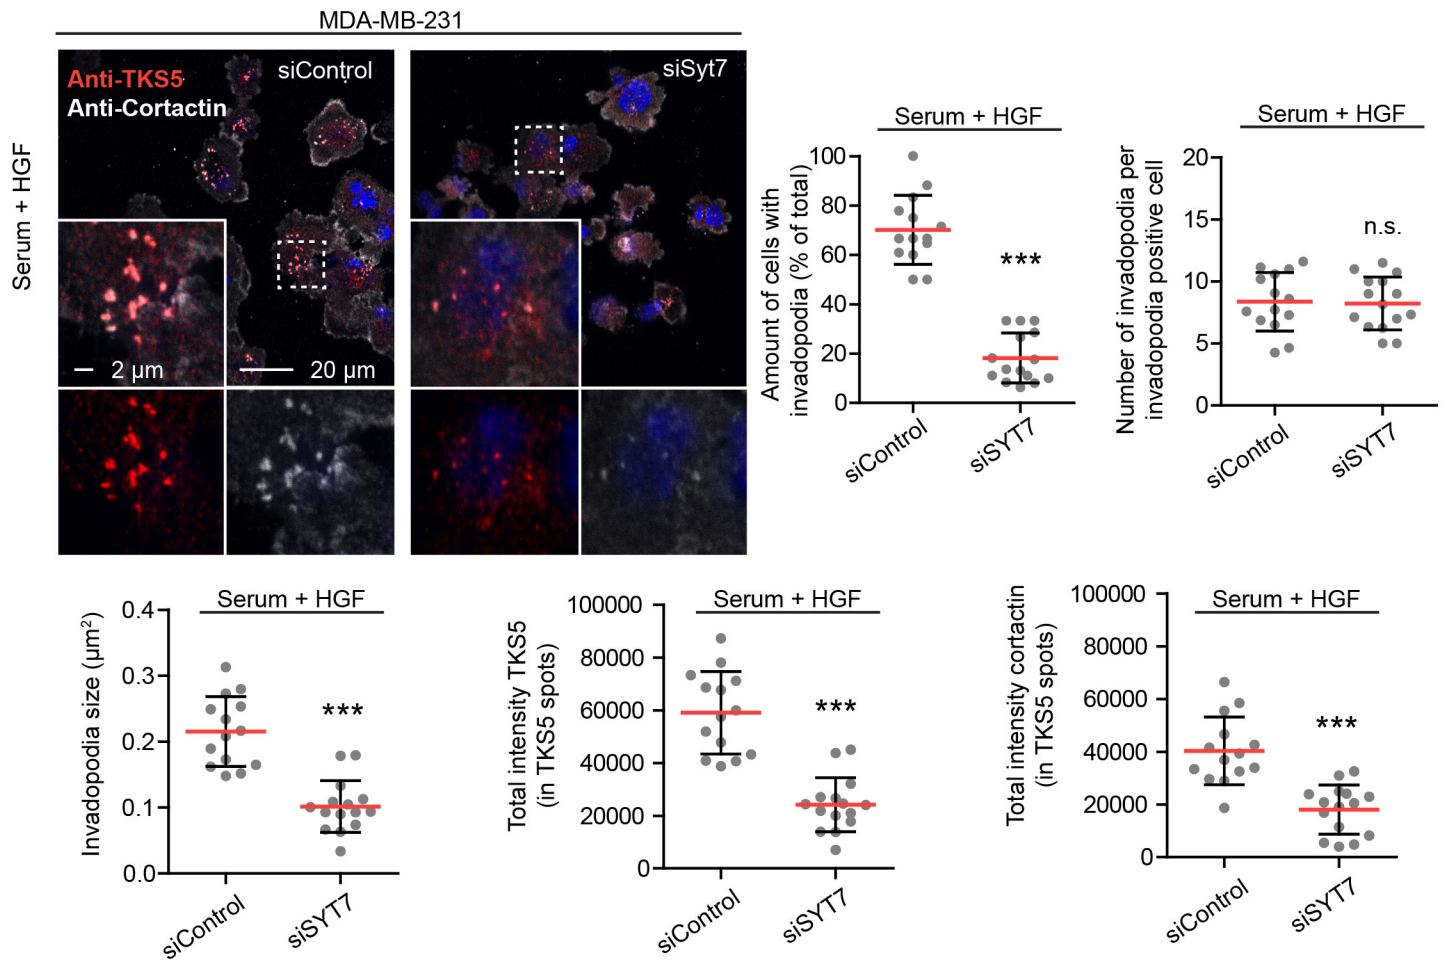 MDA-MB-231
Serum + HGF
Anti-TKS5
Anti-Cortactin
siControl
2 µm
20 µm
siSyt7
Amount of cells with
invadopodia (% of total)
Serum + HGF
100
80
60
40
20
0
***
siControl
siSYT7
Number of invadopodia per
invadopodia positive cell
Serum + HGF
20
15
10
5
0
n.s.
siControl
siSYT7
Invadopodia size (µm²)
Serum + HGF
0.4
0.3
0.2
0.1
0.0
***
siControl
siSYT7
Total intensity TKS5
(in TKS5 spots)
Serum + HGF
100000
80000
60000
40000
20000
0
***
siControl
siSYT7
Total intensity cortactin
(in TKS5 spots)
Serum + HGF
100000
80000
60000
40000
20000
0
***
siControl
siSYT7